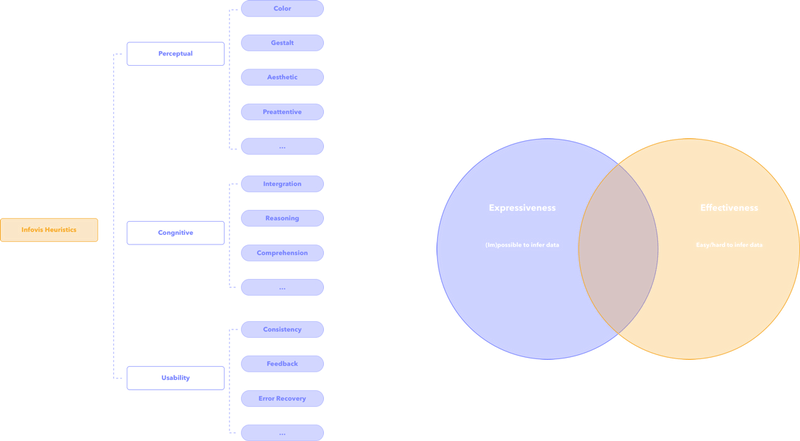 Infovis Heuristics
Perceptual
Color
Gestalt
Aesthetic
Preattentive
...
Congnitive
Intergration
Reasoning
Comprehension
...
Usability
Consistency
Feedback
Error Recovery
...
Expressiveness
(Im)possible to infer data
Effectiveness
Easy/hard to infer data